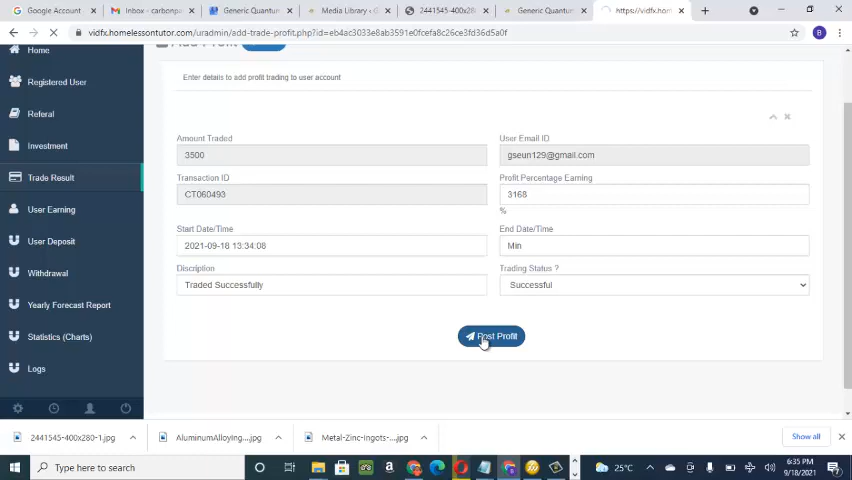 Google Account
Inbox - carbonpa
Generic Quantum
Media Library ‹ G
2441545-400x28
Generic Quantum
https://vidfx.hom
vidfx.homelessontutor.com/uradmin/add-trade-profit.php?id=eb4ac3033e8ab3591e0fcefa8c26ce3fd36d5a0f
B
Home
Add Profit
Registered User
Enter details to add profit trading to user account
Referal
Investment
Amount Traded
User Email ID
3500
gseun129@gmail.com
Trade Result
Transaction ID
Profit Percentage Earning
CT060493
3168
%
User Earning
Start Date/Time
End Date/Time
User Deposit
2021-09-18 13:34:08
Min
Discription
Trading Status ?
Withdrawal
Traded Successfully
Successful
Yearly Forecast Report
Statistics (Charts)
Post Profit
Logs
2441545-400x280-1.jpg
AluminumAlloying....jpg
Metal-Zinc-Ingots-....jpg
Show all
Type here to search
25°C
6:35 PM
9/18/2021